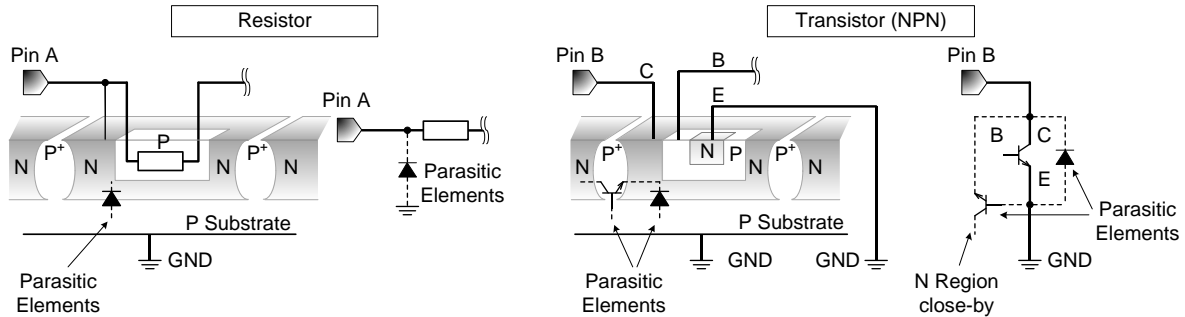 Resistor
Transistor (NPN)
Pin A
Pin B
C
B
E
Pin B
Pin A
N
P+
N
P
N
P+
N
Parasitic
Elements
N
P+
N
N
P
N
P+
N
B
C
E
P Substrate
GND
Parasitic
Elements
P Substrate
GND
GND
Parasitic
Elements
Parasitic
Elements
GND
N Region
close-by